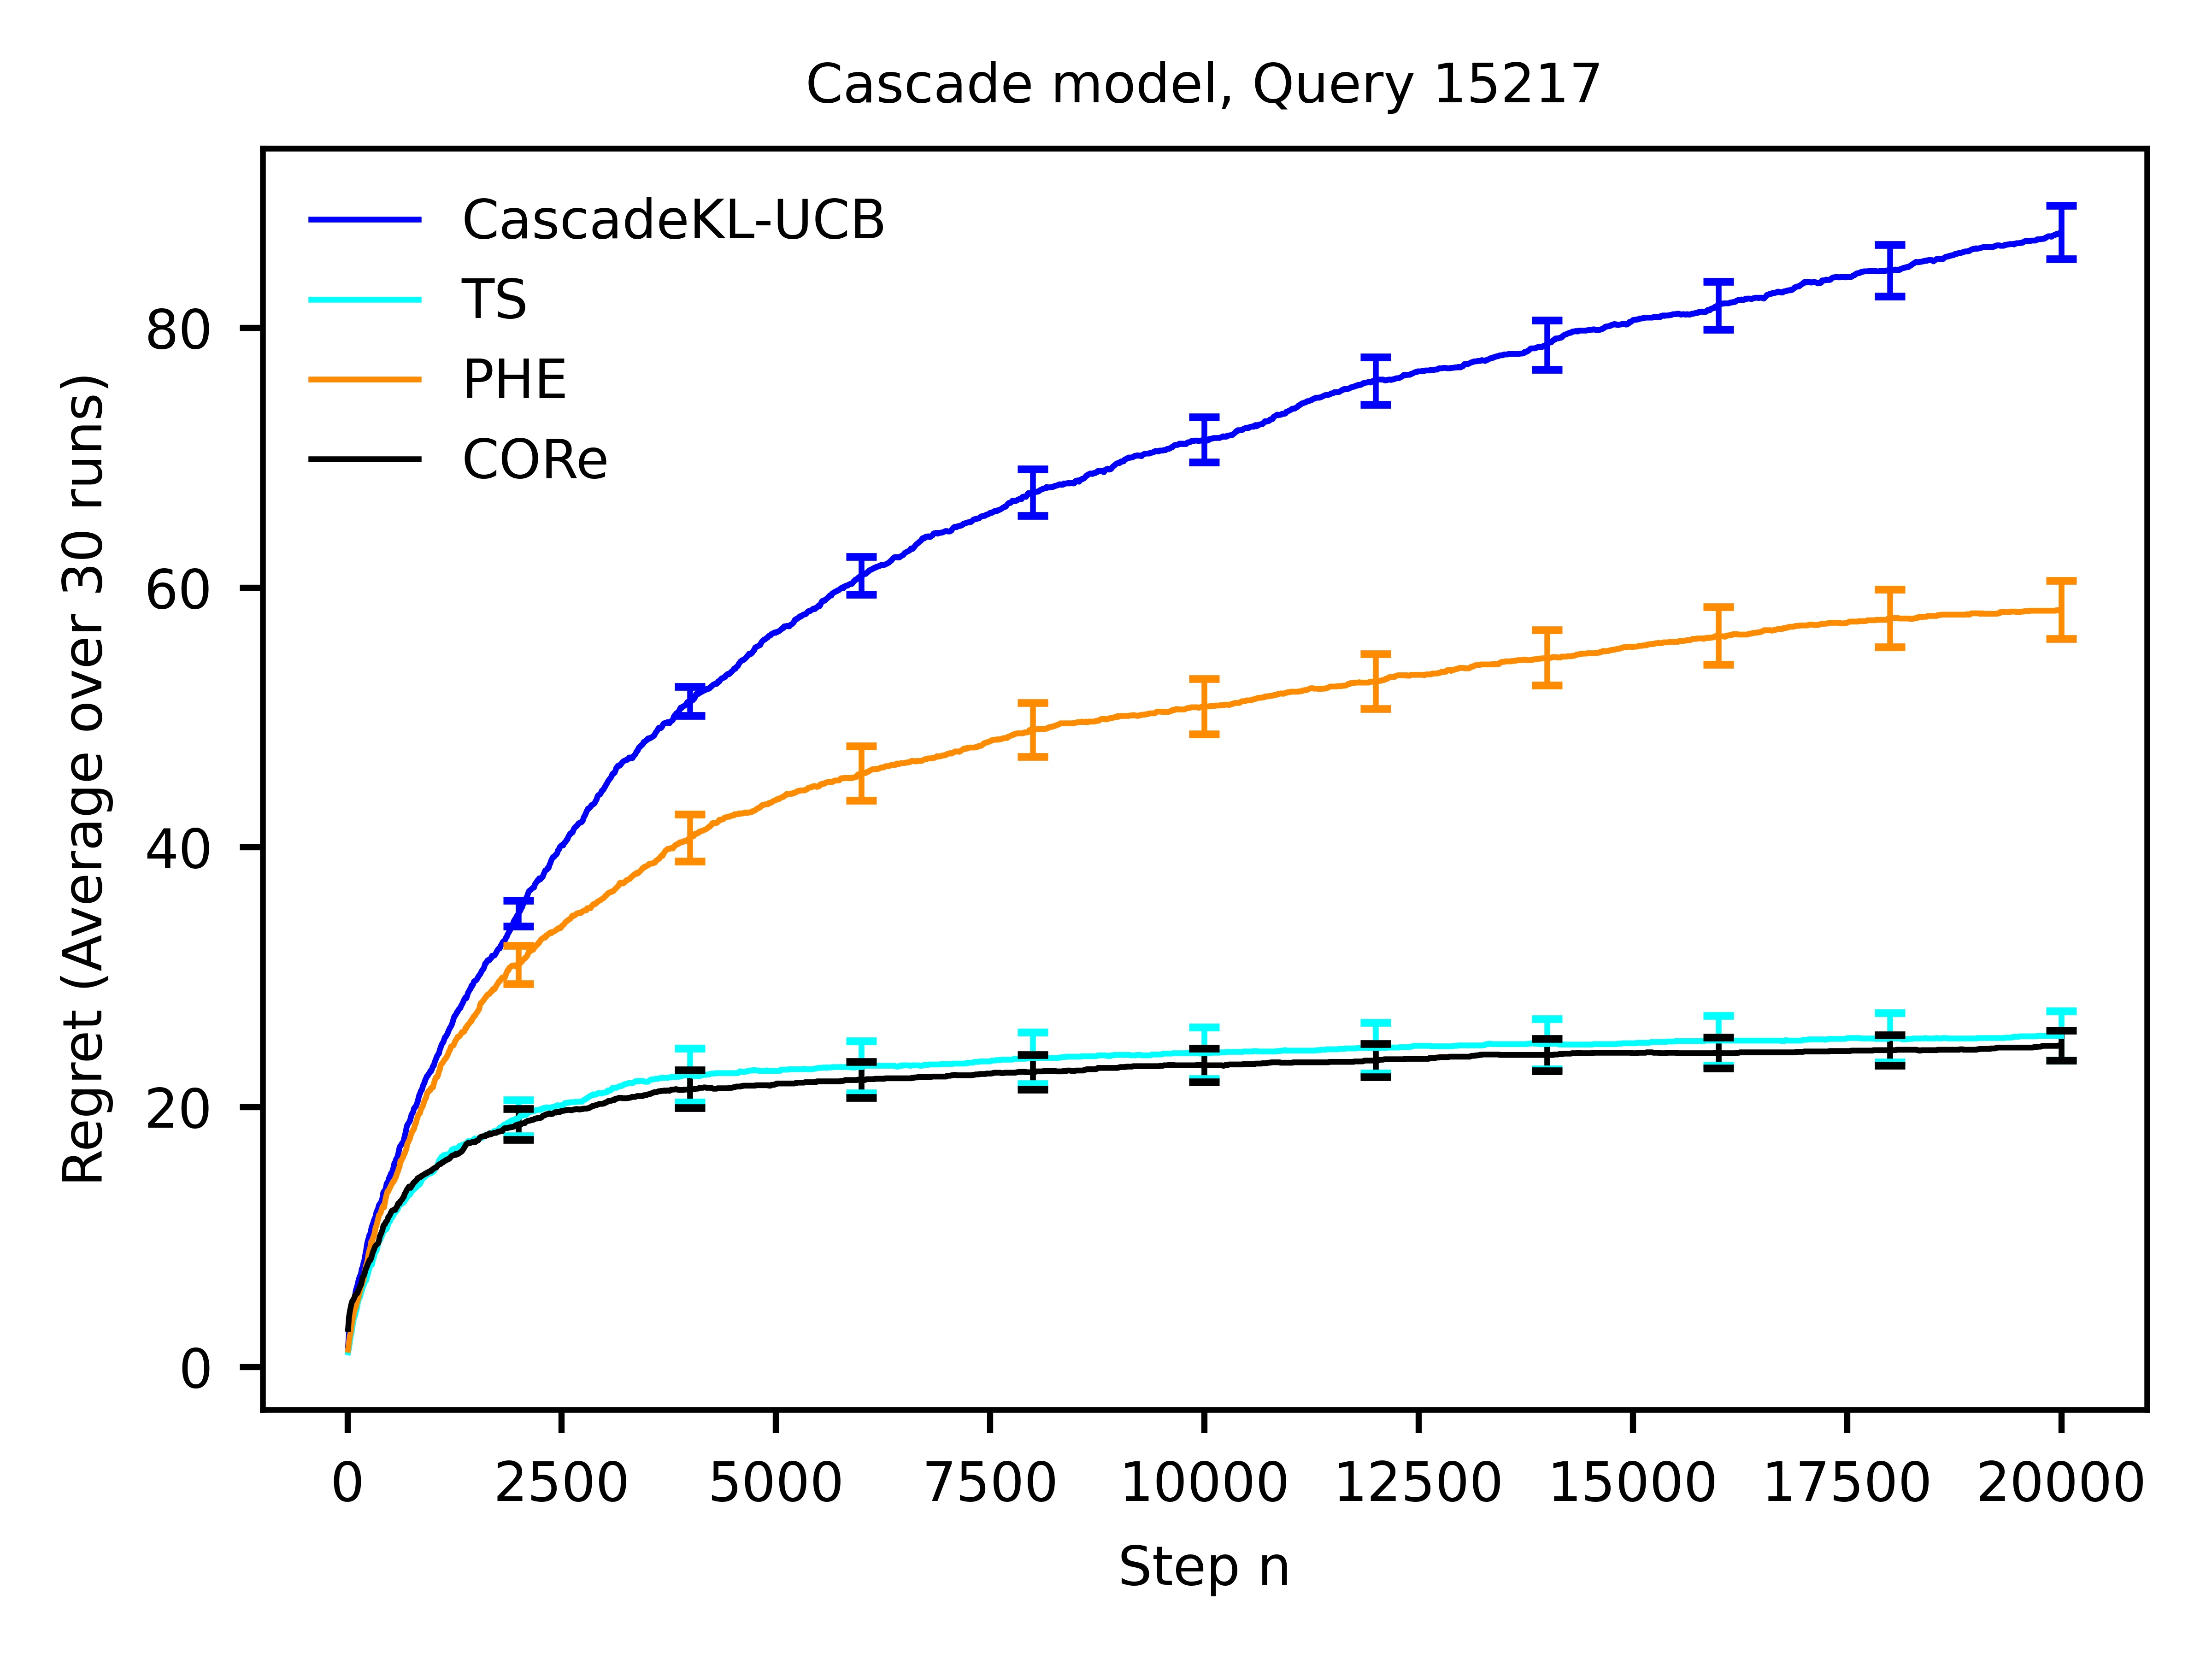 Cascade model, Query 15217
CascadeKL-UCB
TS
PHE
CORe
Regret (Average over 30 runs)
80
60
40
20
0
0 2500 5000 7500 10000 12500 15000 17500 20000
Step n